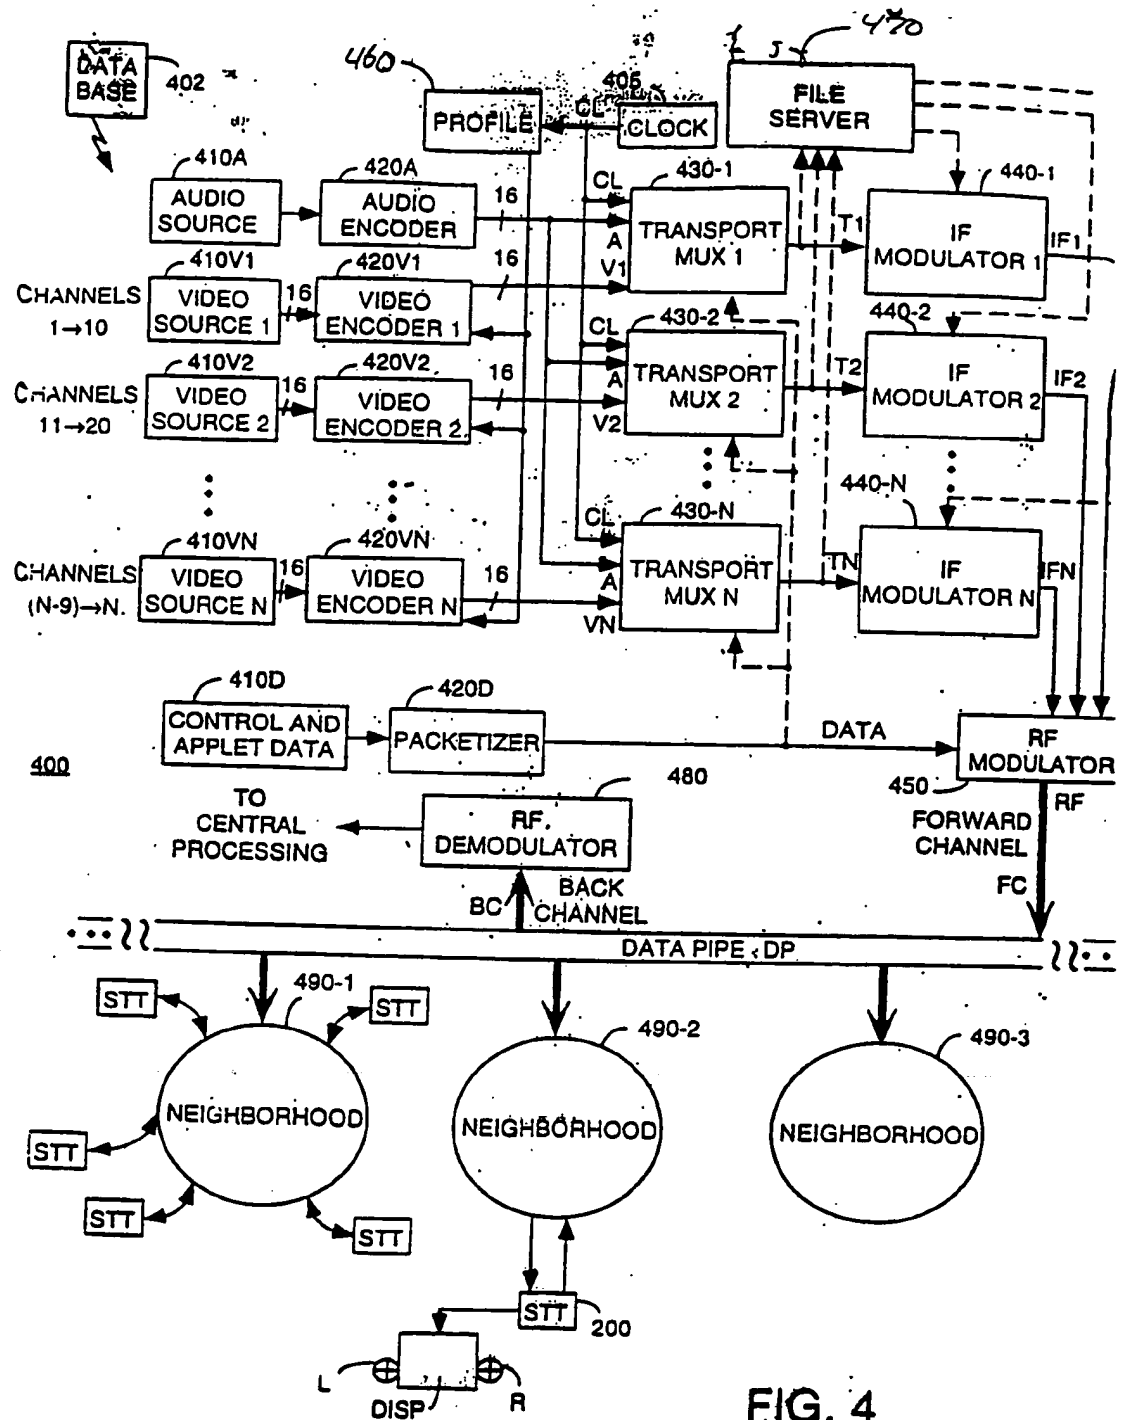 460
470
DATA
BASE
402
PROFILE
CL
406
CLOCK
FILE
SERVER
410A
AUDIO
SOURCE
420A
AUDIO
ENCODER
16
CL
A
V1
430-1
TRANSPORT
MUX 1
T1
440-1
IF
MODULATOR 1
IF1
CHANNELS
1→10
410V1
VIDEO
SOURCE 1
16
420V1
VIDEO
ENCODER 1
16
CHANNELS
11→20
410V2
VIDEO
SOURCE 2
16
420V2
VIDEO
ENCODER 2
16
CL
A
V2
430-2
TRANSPORT
MUX 2
T2
440-2
IF
MODULATOR 2
IF2
CHANNELS
(N-9)→N.
410VN
VIDEO
SOURCE N
16
420VN
VIDEO
ENCODER N
16
CL
A
VN
430-N
TRANSPORT
MUX N
TN
440-N
IF
MODULATOR N
IFN
410D
CONTROL AND
APPLET DATA
420D
PACKETIZER
DATA
RF
MODULATOR
450
RF
400
TO
CENTRAL
PROCESSING
480
RF.
DEMODULATOR
BC
BACK
CHANNEL
FORWARD
CHANNEL
FC
DATA PIPE DP
STT
490-1
STT
NEIGHBORHOOD
STT
STT
STT
490-2
NEIGHBORHOOD
490-3
NEIGHBORHOOD
STT
200
L
DISP
R
FIG. 4